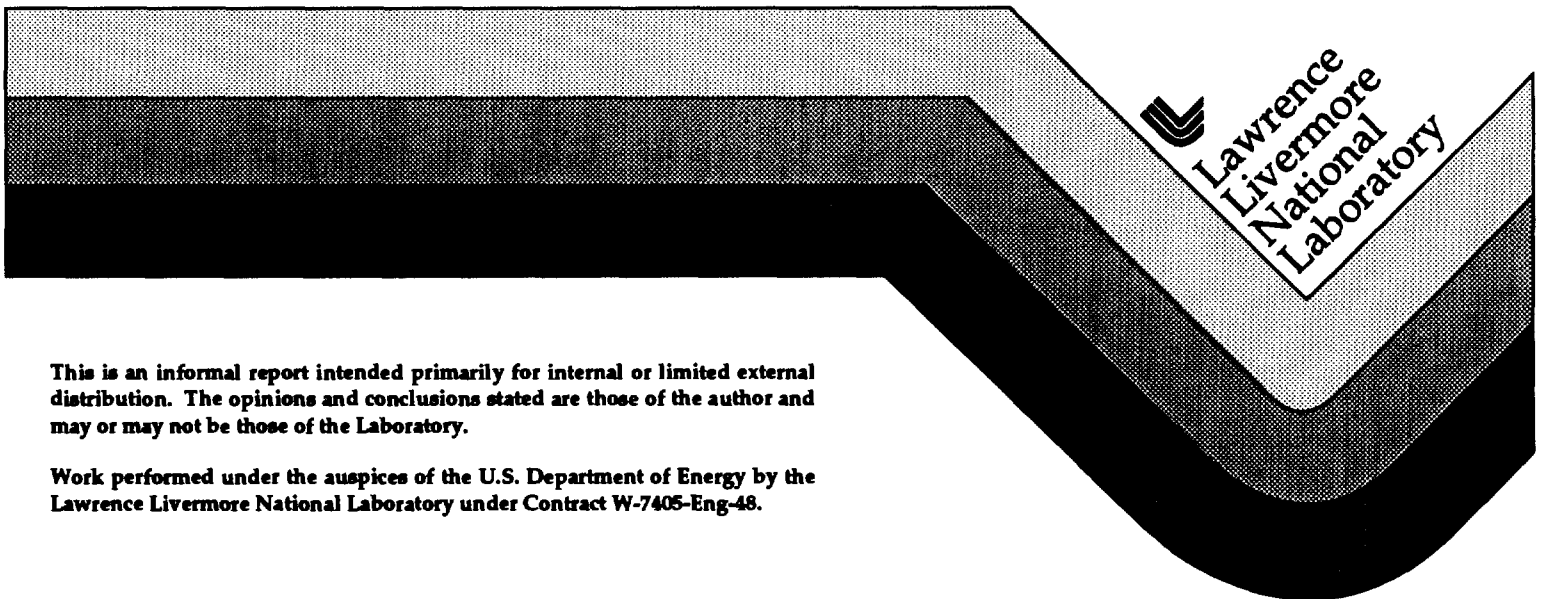 Lawrence
Livermore
National
Laboratory
This is an informal report intended primarily for internal or limited external
distribution. The opinions and conclusions stated are those of the author and
may or may not be those of the Laboratory.
Work performed under the auspices of the U.S. Department of Energy by the
Lawrence Livermore National Laboratory under Contract W-7405-Eng-48.